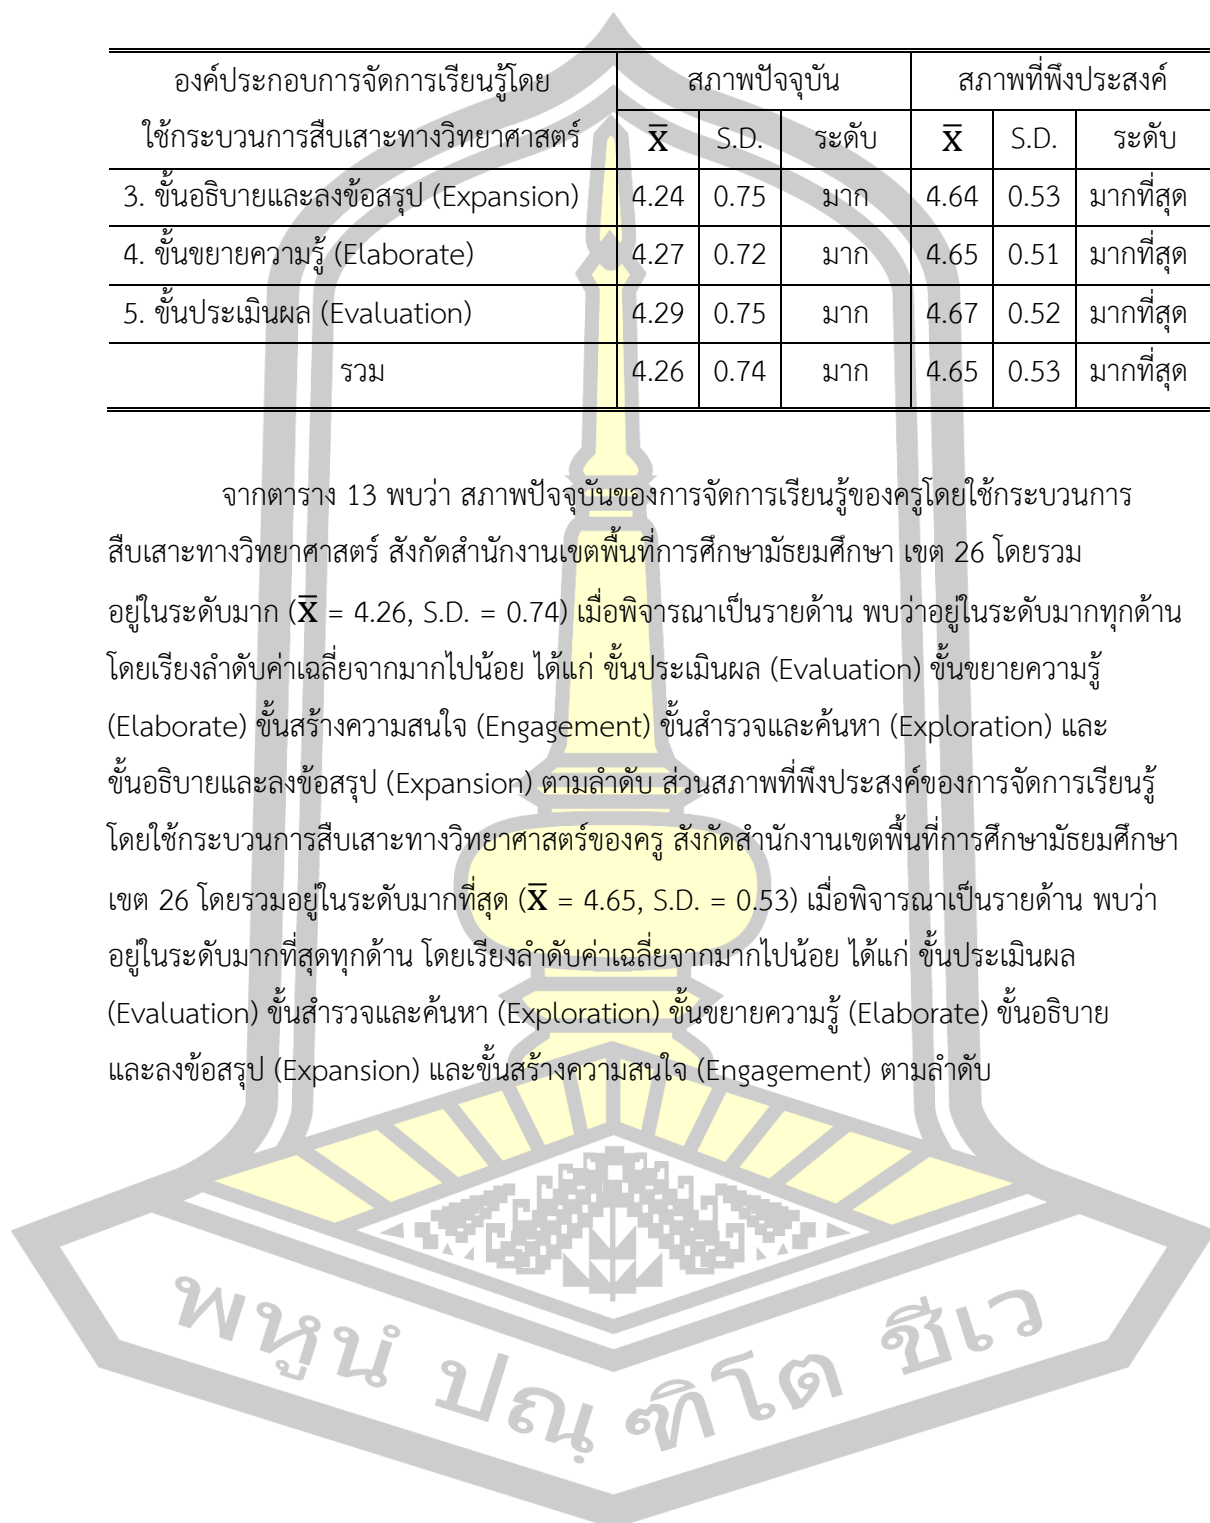 องค์ประกอบการจัดการเรียนรู้โดย สภาพปัจจุบัน สภาพที่พึงประสงค์
ใช้กระบวนการสืบเสาะทางวิทยาศาสตร์ X̅ S.D. ระดับ X̅ S.D. ระดับ
3. ขั้นอธิบายและลงข้อสรุป (Expansion) 4.24 0.75 มาก 4.64 0.53 มากที่สุด
4. ขั้นขยายความรู้ (Elaborate) 4.27 0.72 มาก 4.65 0.51 มากที่สุด
5. ขั้นประเมินผล (Evaluation) 4.29 0.75 มาก 4.67 0.52 มากที่สุด
รวม 4.26 0.74 มาก 4.65 0.53 มากที่สุด
จากตาราง 13 พบว่า สภาพปัจจุบันของการจัดการเรียนรู้ของครูโดยใช้กระบวนการ
สืบเสาะทางวิทยาศาสตร์ สังกัดสำนักงานเขตพื้นที่การศึกษามัธยมศึกษา เขต 26 โดยรวม
อยู่ในระดับมาก (X̅ = 4.26, S.D. = 0.74) เมื่อพิจารณาเป็นรายด้าน พบว่าอยู่ในระดับมากทุกด้าน
โดยเรียงลำดับค่าเฉลี่ยจากมากไปน้อย ได้แก่ ขั้นประเมินผล (Evaluation) ขั้นขยายความรู้
(Elaborate) ขั้นสร้างความสนใจ (Engagement) ขั้นสำรวจและค้นหา (Exploration) และ
ขั้นอธิบายและลงข้อสรุป (Expansion) ตามลำดับ ส่วนสภาพที่พึงประสงค์ของการจัดการเรียนรู้
โดยใช้กระบวนการสืบเสาะทางวิทยาศาสตร์ของครู สังกัดสำนักงานเขตพื้นที่การศึกษามัธยมศึกษา
เขต 26 โดยรวมอยู่ในระดับมากที่สุด (X̅ = 4.65, S.D. = 0.53) เมื่อพิจารณาเป็นรายด้าน พบว่า
อยู่ในระดับมากที่สุดทุกด้าน โดยเรียงลำดับค่าเฉลี่ยจากมากไปน้อย ได้แก่ ขั้นประเมินผล
(Evaluation) ขั้นสำรวจและค้นหา (Exploration) ขั้นขยายความรู้ (Elaborate) ขั้นอธิบาย
และลงข้อสรุป (Expansion) และขั้นสร้างความสนใจ (Engagement) ตามลำดับ
พหูนํ ปณฺฑิโต ชีเว